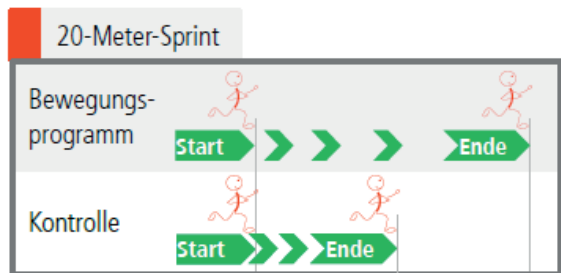 20-Meter-Sprint
Bewegungs-
programm
Start
Ende
Kontrolle
Start
Ende